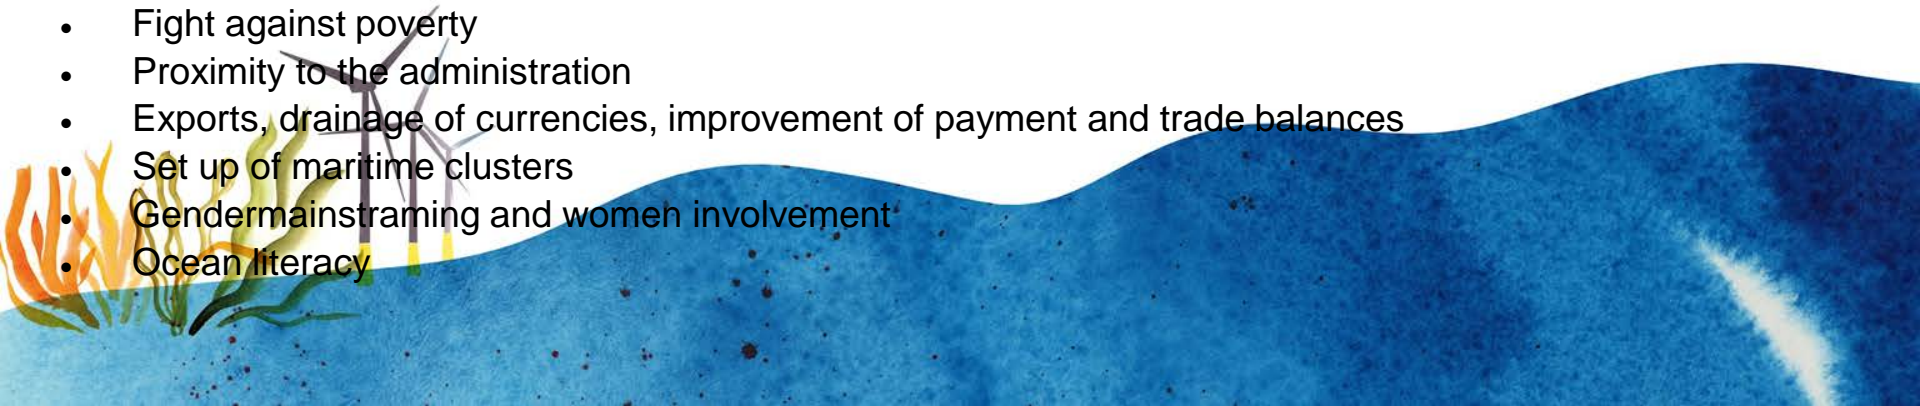 • Fight against poverty
• Proximity to the administration
• Exports, drainage of currencies, improvement of payment and trade balances
• Set up of maritime clusters
• Gendermainstraming and women involvement
• Ocean literacy